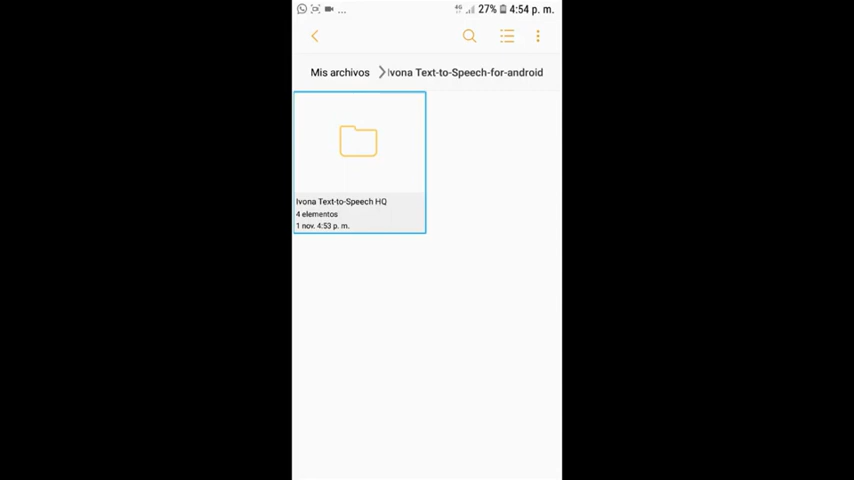 ... 4G 27% 4:54 p. m.
Mis archivos Ivona Text-to-Speech-for-android
Ivona Text-to-Speech HQ
4 elementos
1 nov. 4:53 p. m.